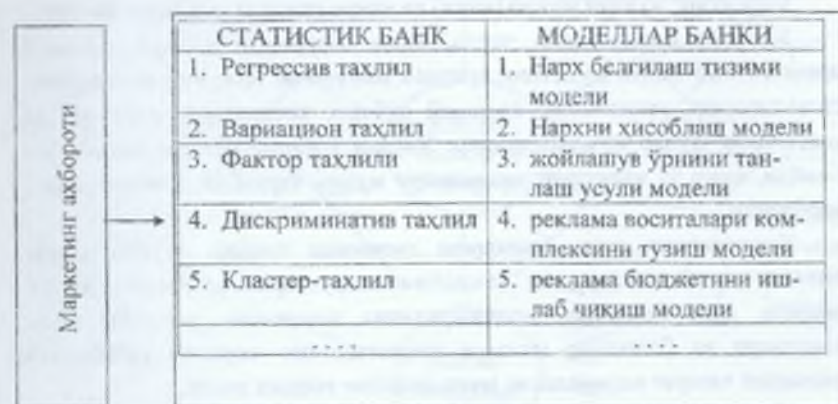 Маркетинг ахбороти
СТАТИСТИК БАНК
МОДЕЛЛАР БАНКИ
1. Регрессив таҳлил
1. Нарх белгилаш тизими
модели
2. Вариацион таҳлил
2. Нархни ҳисоблаш модели
3. Фактор таҳлили
3. жойлашув ўрнини тан-
лаш усули модели
4. Дискриминатив таҳлил
4. реклама воситалари ком-
плексини тузиш модели
5. Кластер-таҳлил
5. реклама бюджетини иш-
лаб чиқиш модели
. . . .
. . . .